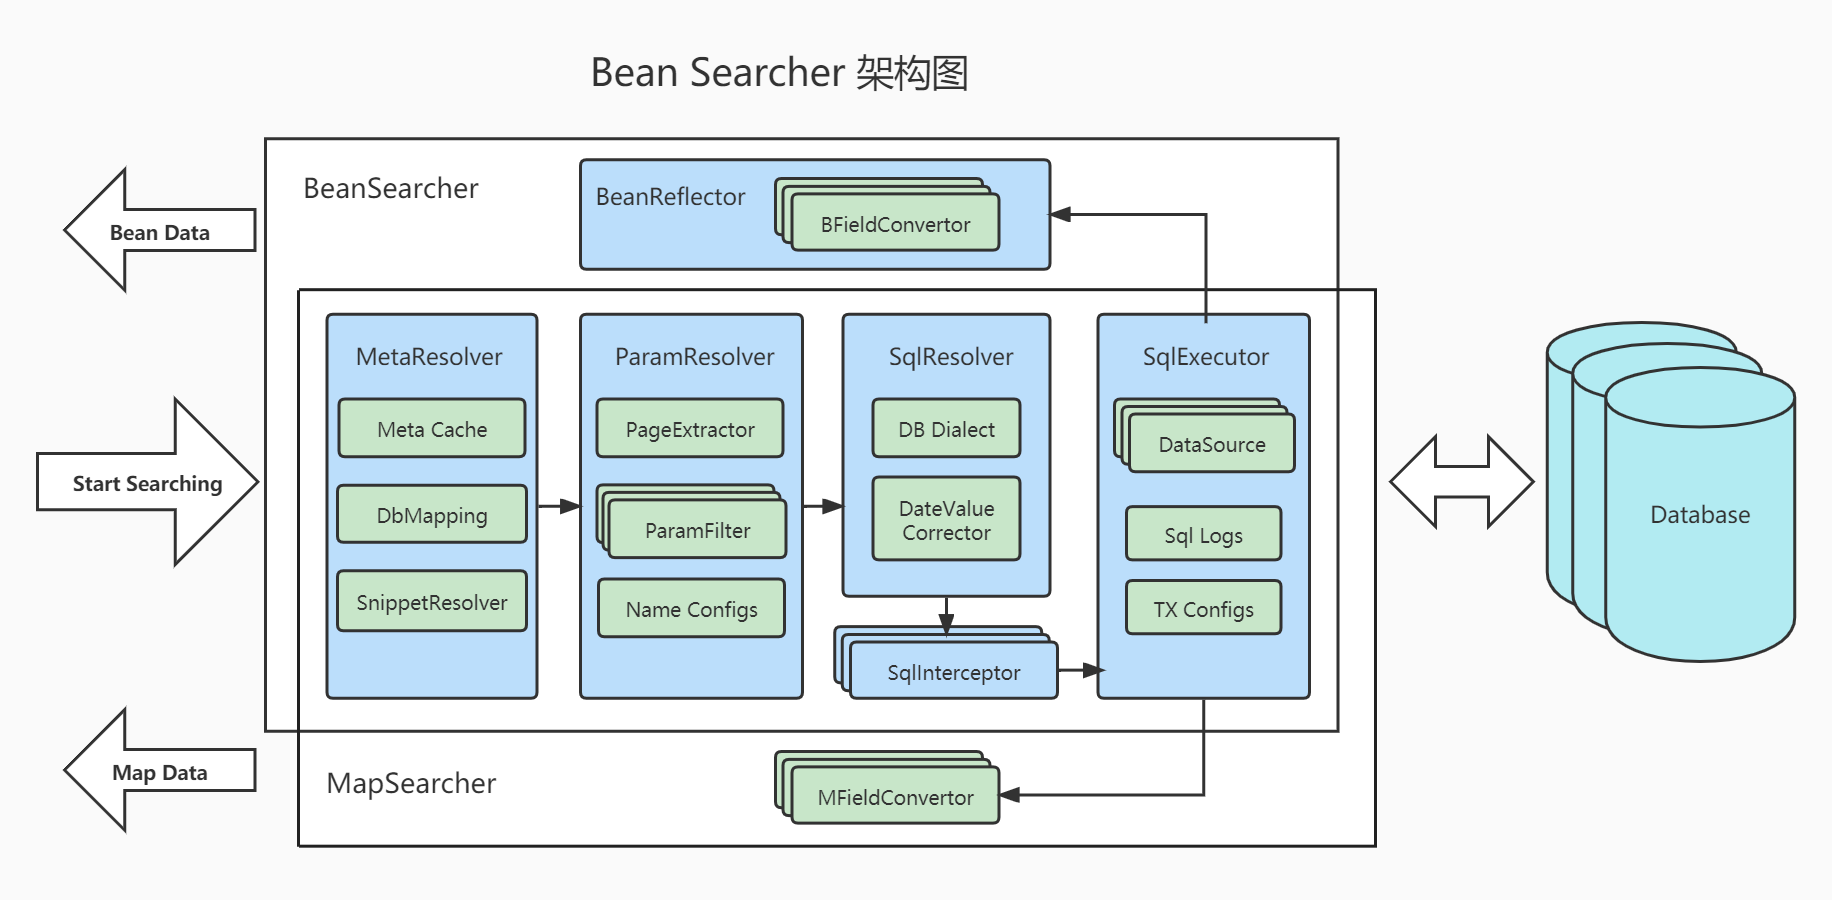 Bean Searcher 架构图
BeanSearcher
BeanReflector
BFieldConvertor
Bean Data
MetaResolver
Meta Cache
DbMapping
SnippetResolver
ParamResolver
PageExtractor
ParamFilter
Name Configs
SqlResolver
DB Dialect
DateValue
Corrector
SqlInterceptor
SqlExecutor
DataSource
Sql Logs
TX Configs
Start Searching
Database
Map Data
MapSearcher
MFieldConvertor